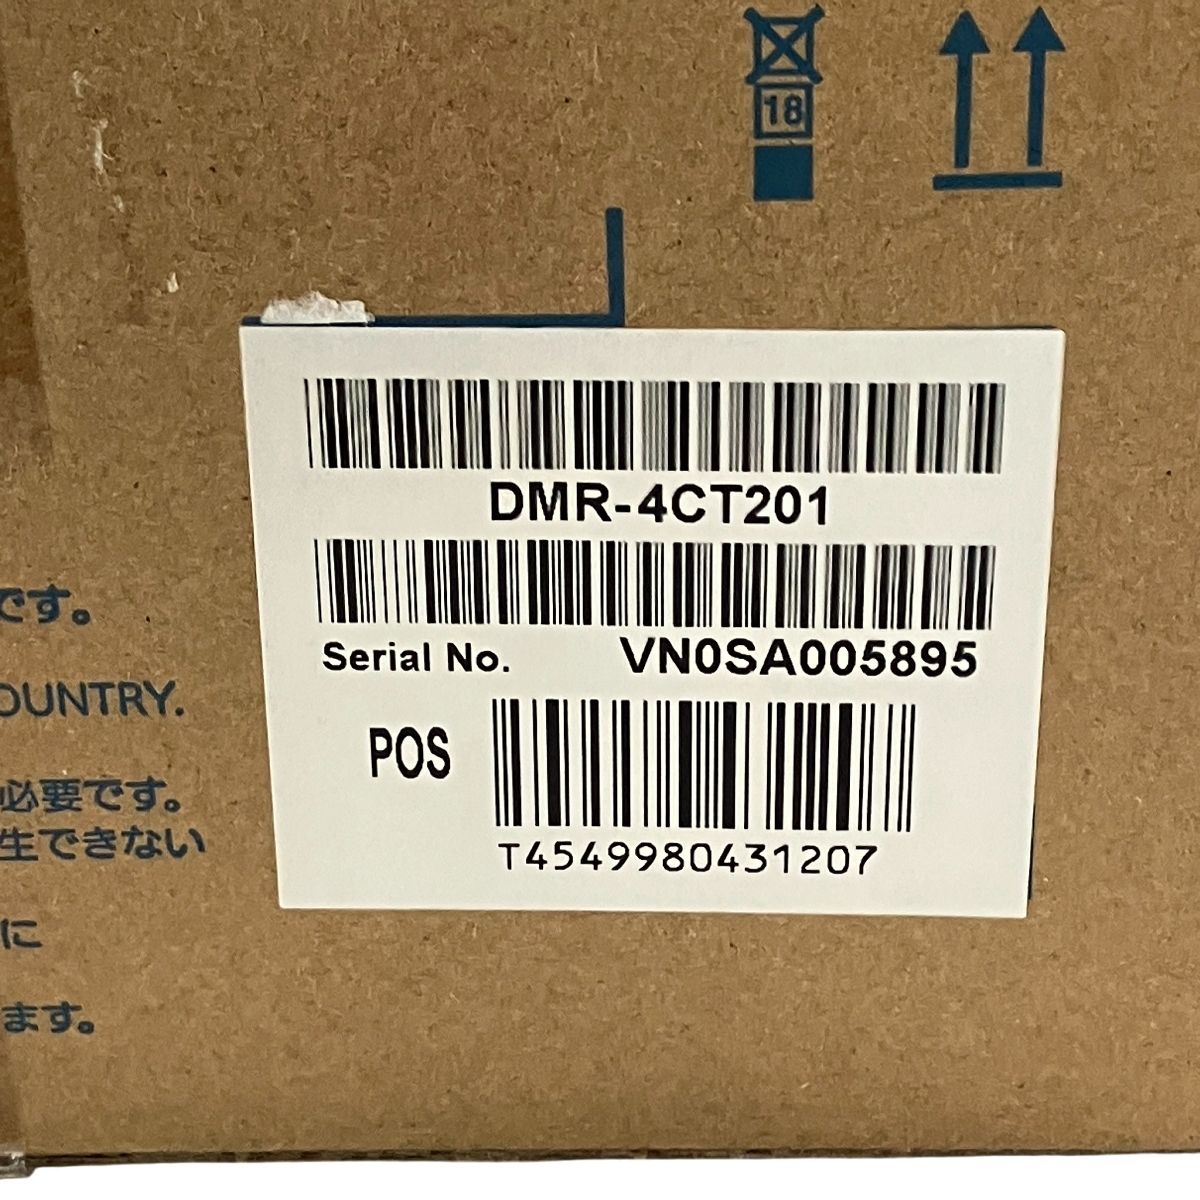 18
DMR-4CT201
Serial No. VN0SA005895
POS
T4549980431207
です。
OUNTRY.
必要です。
生できない
に
ます。